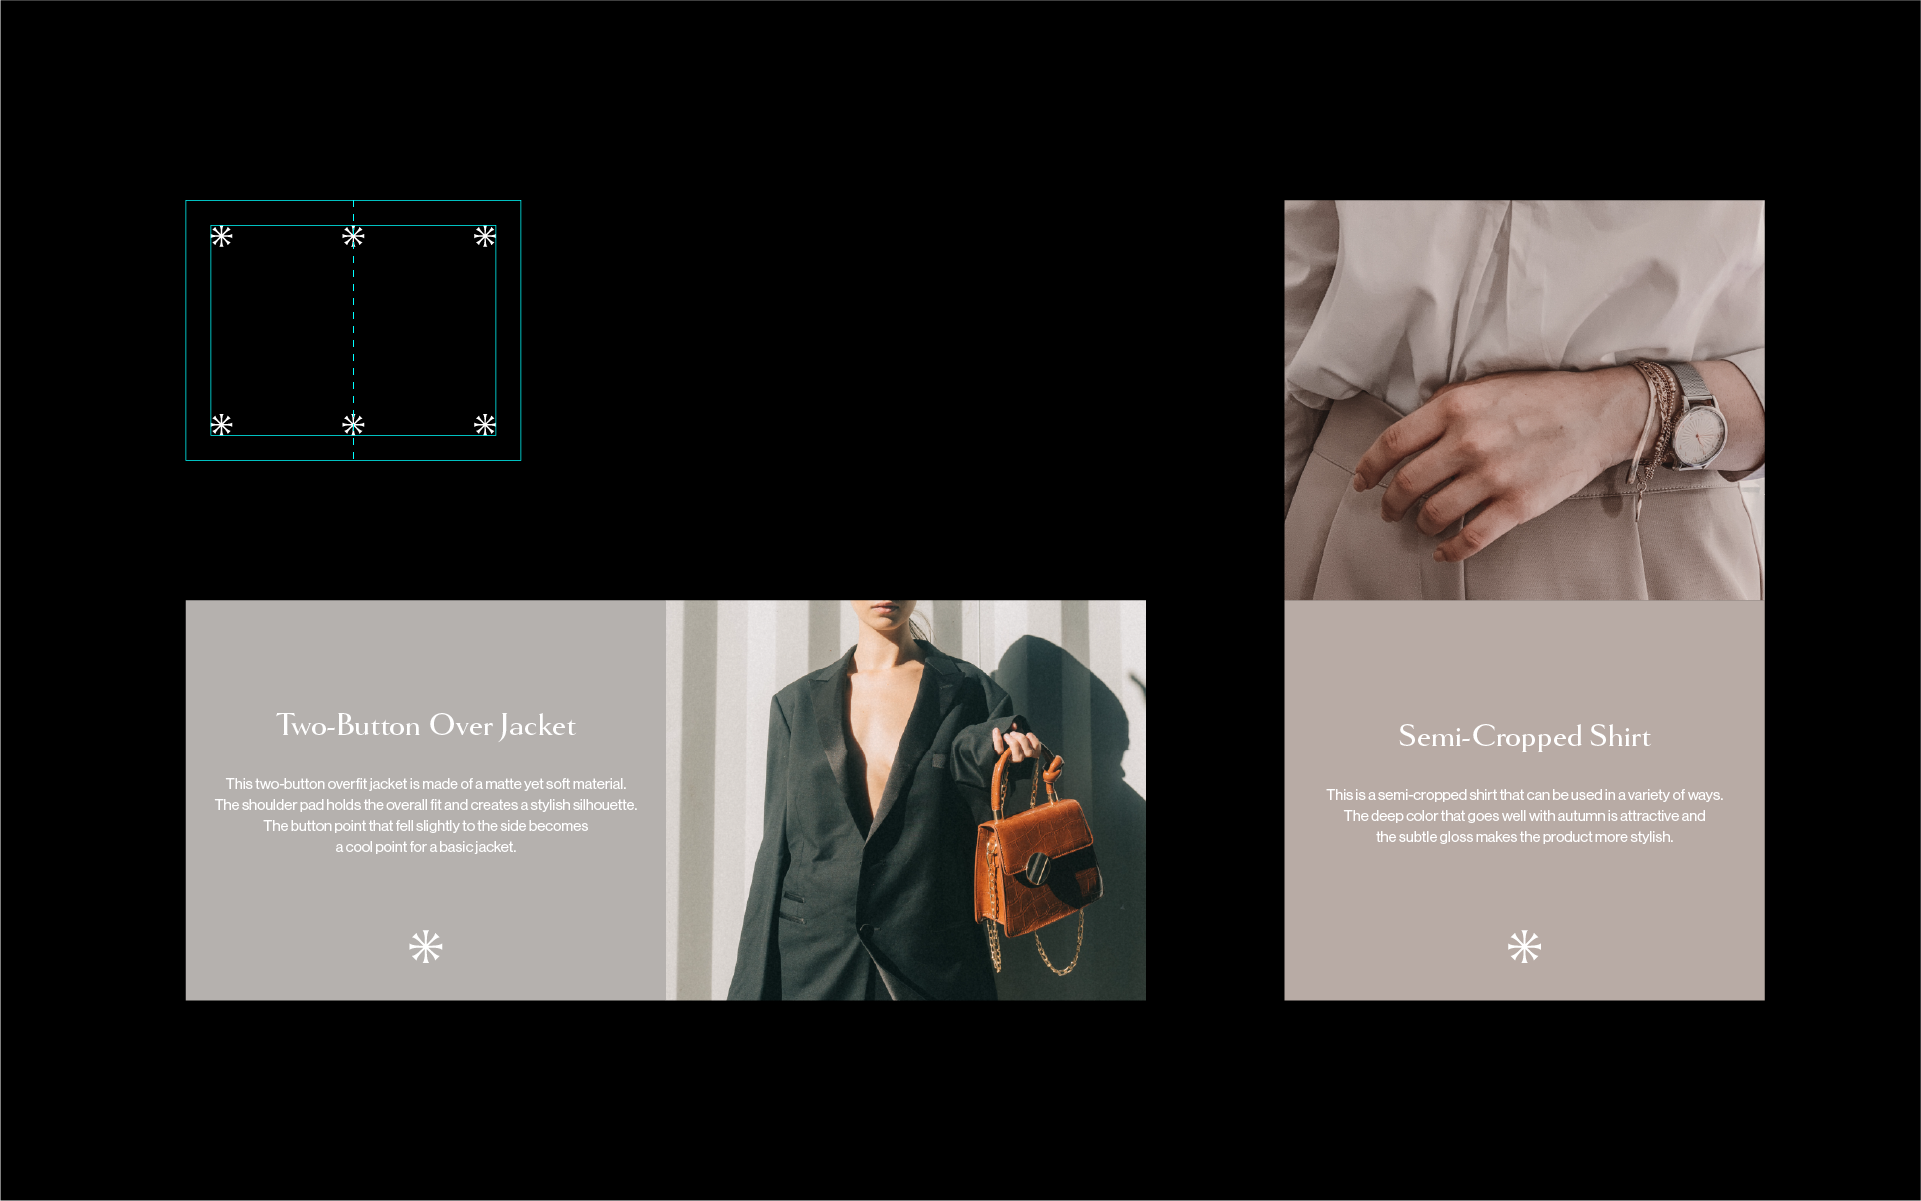 Two-Button Over Jacket
This two-button overfit jacket is made of a matte yet soft material.
The shoulder pad holds the overall fit and creates a stylish silhouette.
The button point that fell slightly to the side becomes
a cool point for a basic jacket.
Semi-Cropped Shirt
This is a semi-cropped shirt that can be used in a variety of ways.
The deep color that goes well with autumn is attractive and
the subtle gloss makes the product more stylish.